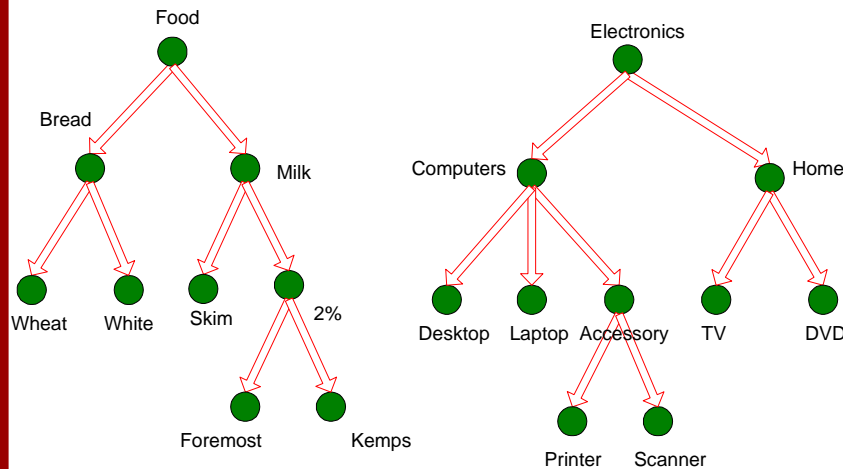 Food
Electronics
Bread
Milk
Computers
Home
Wheat
White
Skim
2%
Desktop
Laptop
Accessory
TV
DVD
Foremost
Kemps
Printer
Scanner